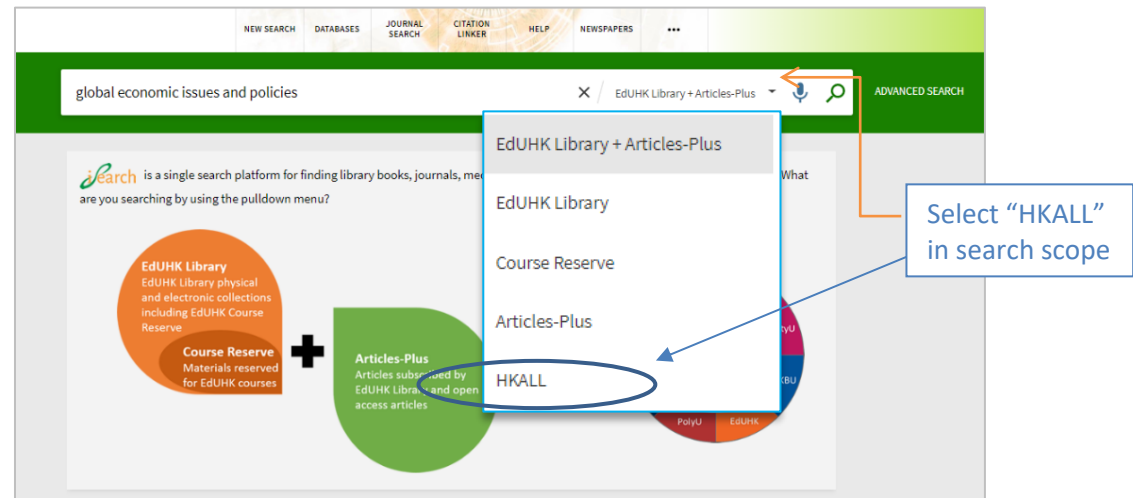 NEW SEARCH
DATABASES
JOURNAL
SEARCH
CITATION
LINKER
HELP
NEWSPAPERS
•••
global economic issues and policies
EdUHK Library + Articles-Plus
ADVANCED SEARCH
EdUHK Library + Articles-Plus
EdUHK Library
Course Reserve
Articles-Plus
HKALL
Select “HKALL”
in search scope
iSearch is a single search platform for finding library books, journals, What
are you searching by using the pulldown menu?
EdUHK Library
EdUHK Library physical
and electronic collections
including EdUHK Course
Reserve
Course Reserve
Materials reserved
for EdUHK courses
Articles-Plus
Articles subscribed by
EdUHK Library and open
access articles
PolyU
EdUHK